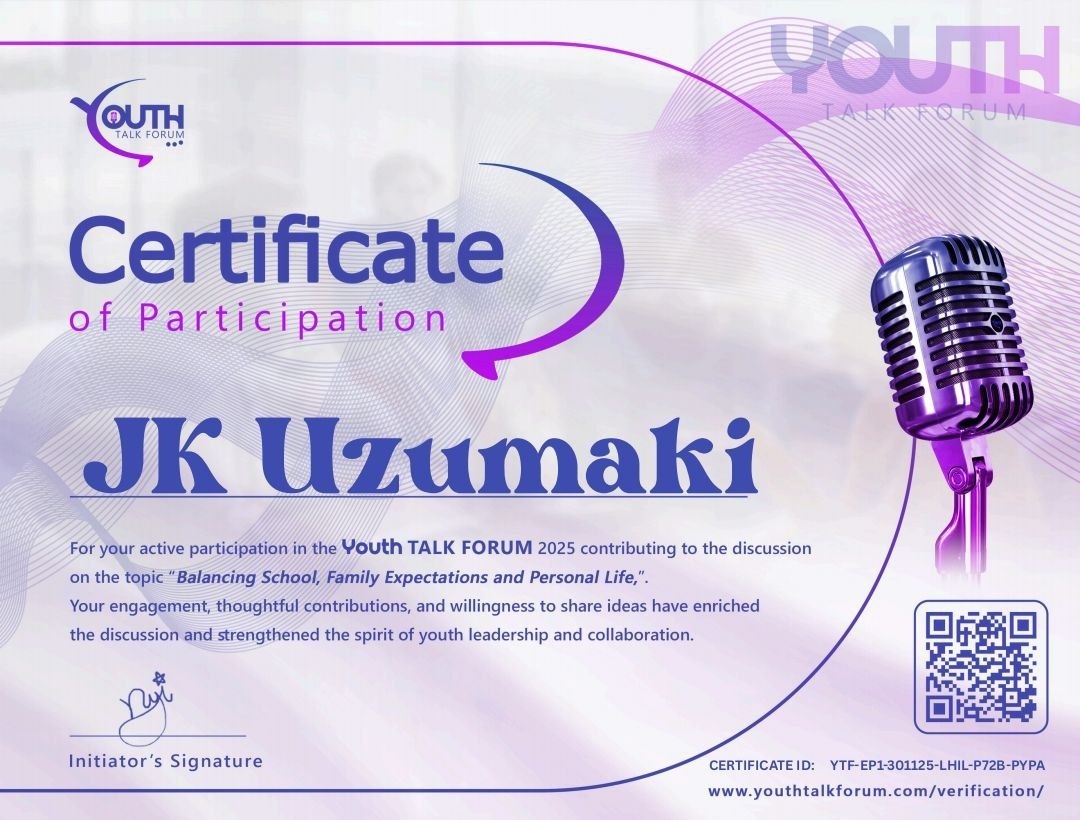 YOUTH
TALK FORUM
YOUTH
TALK FORUM
Certificate
of Participation
JK Uzumaki
For your active participation in the Youth TALK FORUM 2025 contributing to the discussion
on the topic “Balancing School, Family Expectations and Personal Life,”.
Your engagement, thoughtful contributions, and willingness to share ideas have enriched
the discussion and strengthened the spirit of youth leadership and collaboration.
Initiator’s Signature
CERTIFICATE ID: YTF-EP1-301125-LHIL-P72B-PYPA
www.youthtalkforum.com/verification/